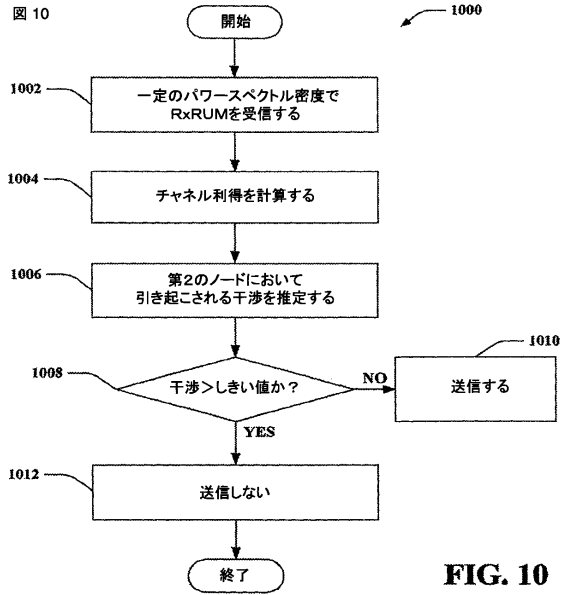 図 10
1000
開始
1002
一定のパワースペクトル密度で
RxRUMを受信する
1004
チャネル利得を計算する
1006
第2のノードにおいて
引き起こされる干渉を推定する
1008
干渉>しきい値か?
NO
1010
送信する
YES
1012
送信しない
終了
FIG. 10